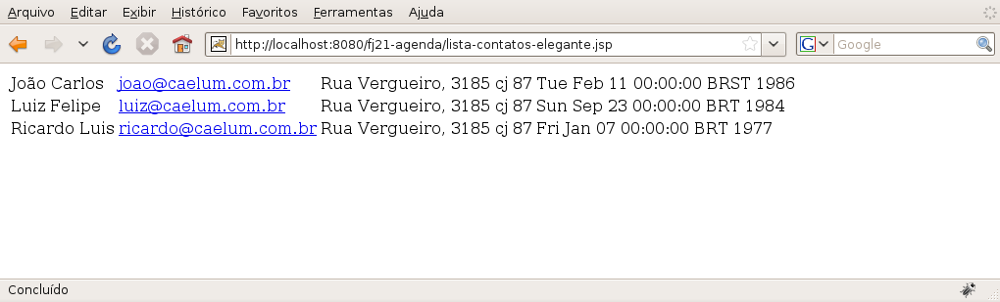 Arquivo Editar Exibir Histórico Favoritos Ferramentas Ajuda
http://localhost:8080/fj21-agenda/lista-contatos-elegante.jsp G Google
João Carlos joao@caelum.com.br Rua Vergueiro, 3185 cj 87 Tue Feb 11 00:00:00 BRST 1986
Luiz Felipe luiz@caelum.com.br Rua Vergueiro, 3185 cj 87 Sun Sep 23 00:00:00 BRT 1984
Ricardo Luis ricardo@caelum.com.br Rua Vergueiro, 3185 cj 87 Fri Jan 07 00:00:00 BRT 1977
Concluído